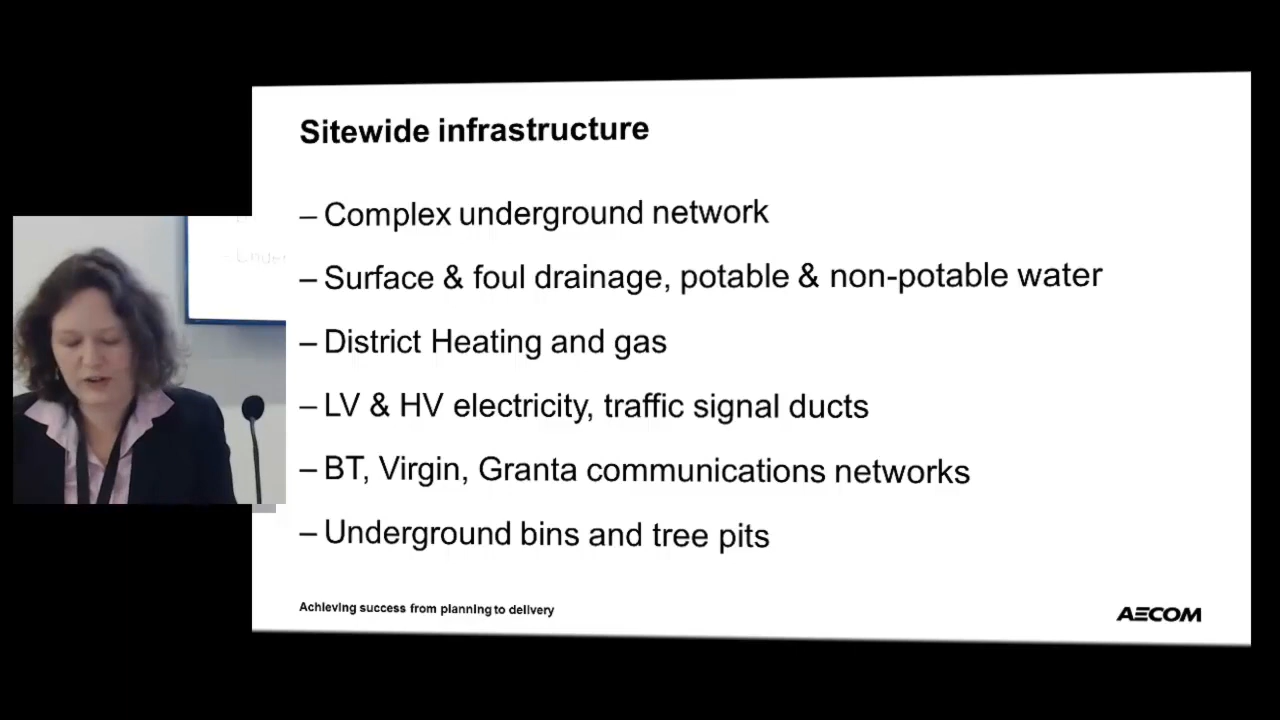 Sitewide infrastructure
– Complex underground network
– Surface & foul drainage, potable & non-potable water
– District Heating and gas
– LV & HV electricity, traffic signal ducts
– BT, Virgin, Granta communications networks
– Underground bins and tree pits
Achieving success from planning to delivery
AECOM